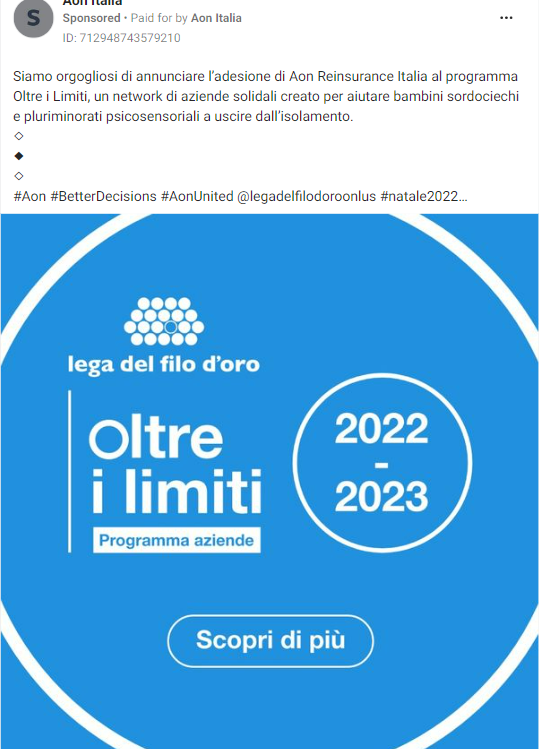 Aon Italia
S
Sponsored • Paid for by Aon Italia
ID: 712948743579210
Siamo orgogliosi di annunciare l’adesione di Aon Reinsurance Italia al programma
Oltre i Limiti, un network di aziende solidali creato per aiutare bambini sordociechi
e pluriminorati psicosensoriali a uscire dall’isolamento.
#Aon #BetterDecisions #AonUnited @legadelfilodoroonlus #natale2022...
lega del filo d’oro
Oltre
i limiti
Programma aziende
2022
-
2023
Scopri di più